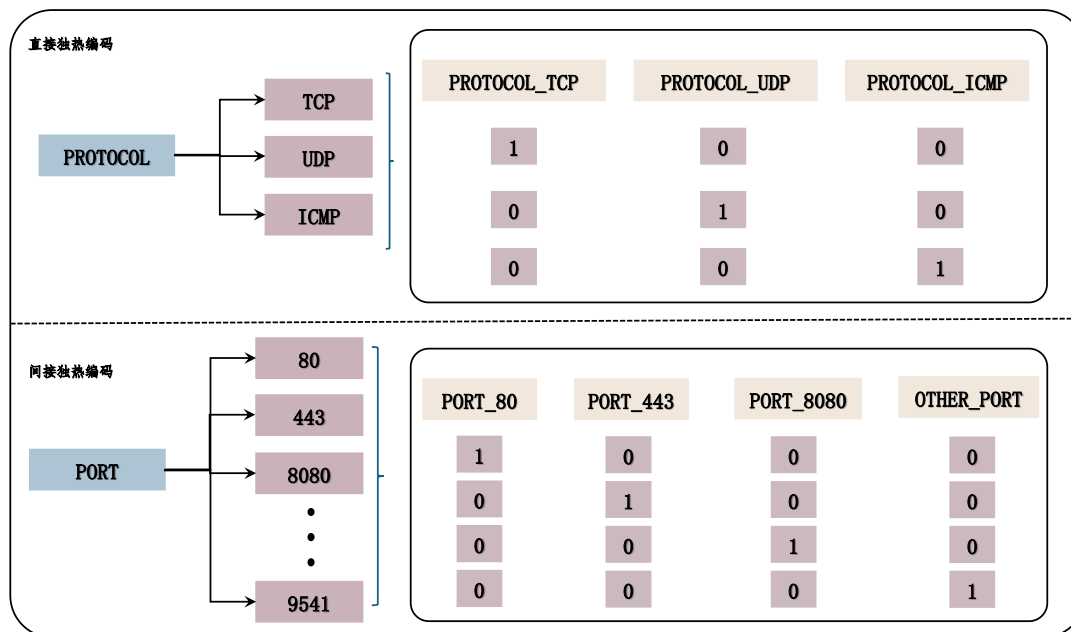 直接独热编码
PROTOCOL
TCP
UDP
ICMP
PROTOCOL_TCP PROTOCOL_UDP PROTOCOL_ICMP
1 0 0
0 1 0
0 0 1
间接独热编码
PORT
80
443
8080
9541
PORT_80 PORT_443 PORT_8080 OTHER_PORT
1 0 0 0
0 1 0 0
0 0 1 0
0 0 0 1